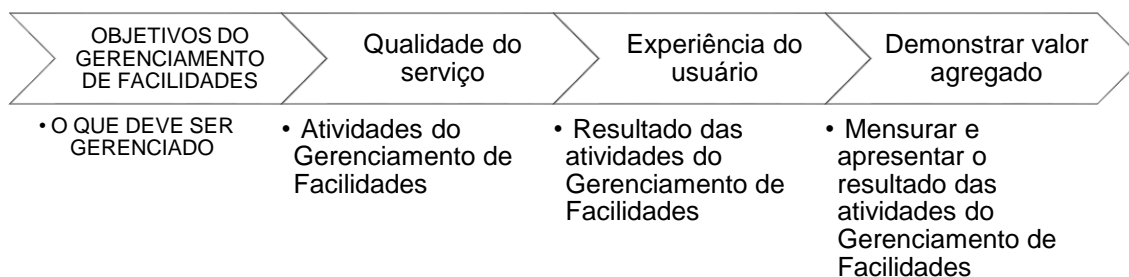 OBJETIVOS DO
GERENCIAMENTO
DE FACILIDADES
• O QUE DEVE SER
GERENCIADO
Qualidade do
serviço
• Atividades do
Gerenciamento de
Facilidades
Experiência do
usuário
• Resultado das
atividades do
Gerenciamento de
Facilidades
Demonstrar valor
agregado
• Mensurar e
apresentar o
resultado das
atividades do
Gerenciamento de
Facilidades